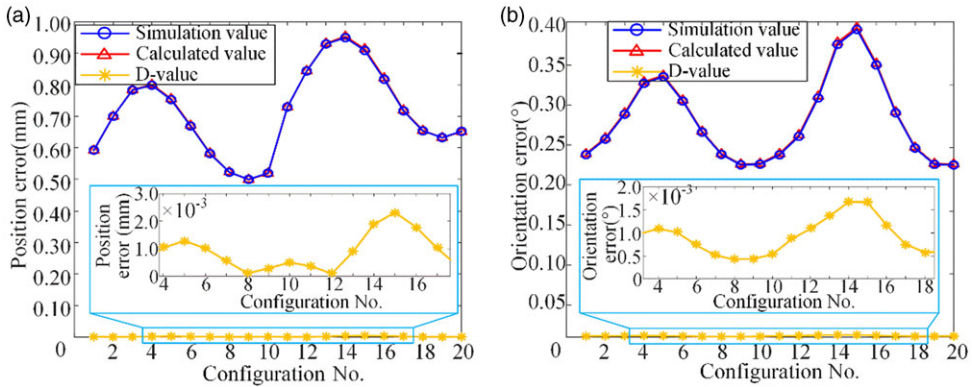 (a)
1.00
0.90
0.80
0.70
0.60
0.50
0.40
0.30
0.20
0.10
0
Position error(mm)
Simulation value
Calculated value
D-value
3.0
2.0
1.0
0
×10-3
Position
error (mm)
4 6 8 10 12 14 16
Configuration No.
2 4 6 8 10 12 14 16 18 20
Configuration No.
(b)
0.40
0.40
0.30
0.20
0.25
0.20
0.15
0.10
0.05
0
Orientation error(°)
Simulation value
Calculated value
D-value
2.0
1.5
1.0
0.5
0
×10-3
Orientation
error(°)
4 6 8 10 12 14 16 18
Configuration No.
2 4 6 8 10 12 14 16 18 20
Configuration No.